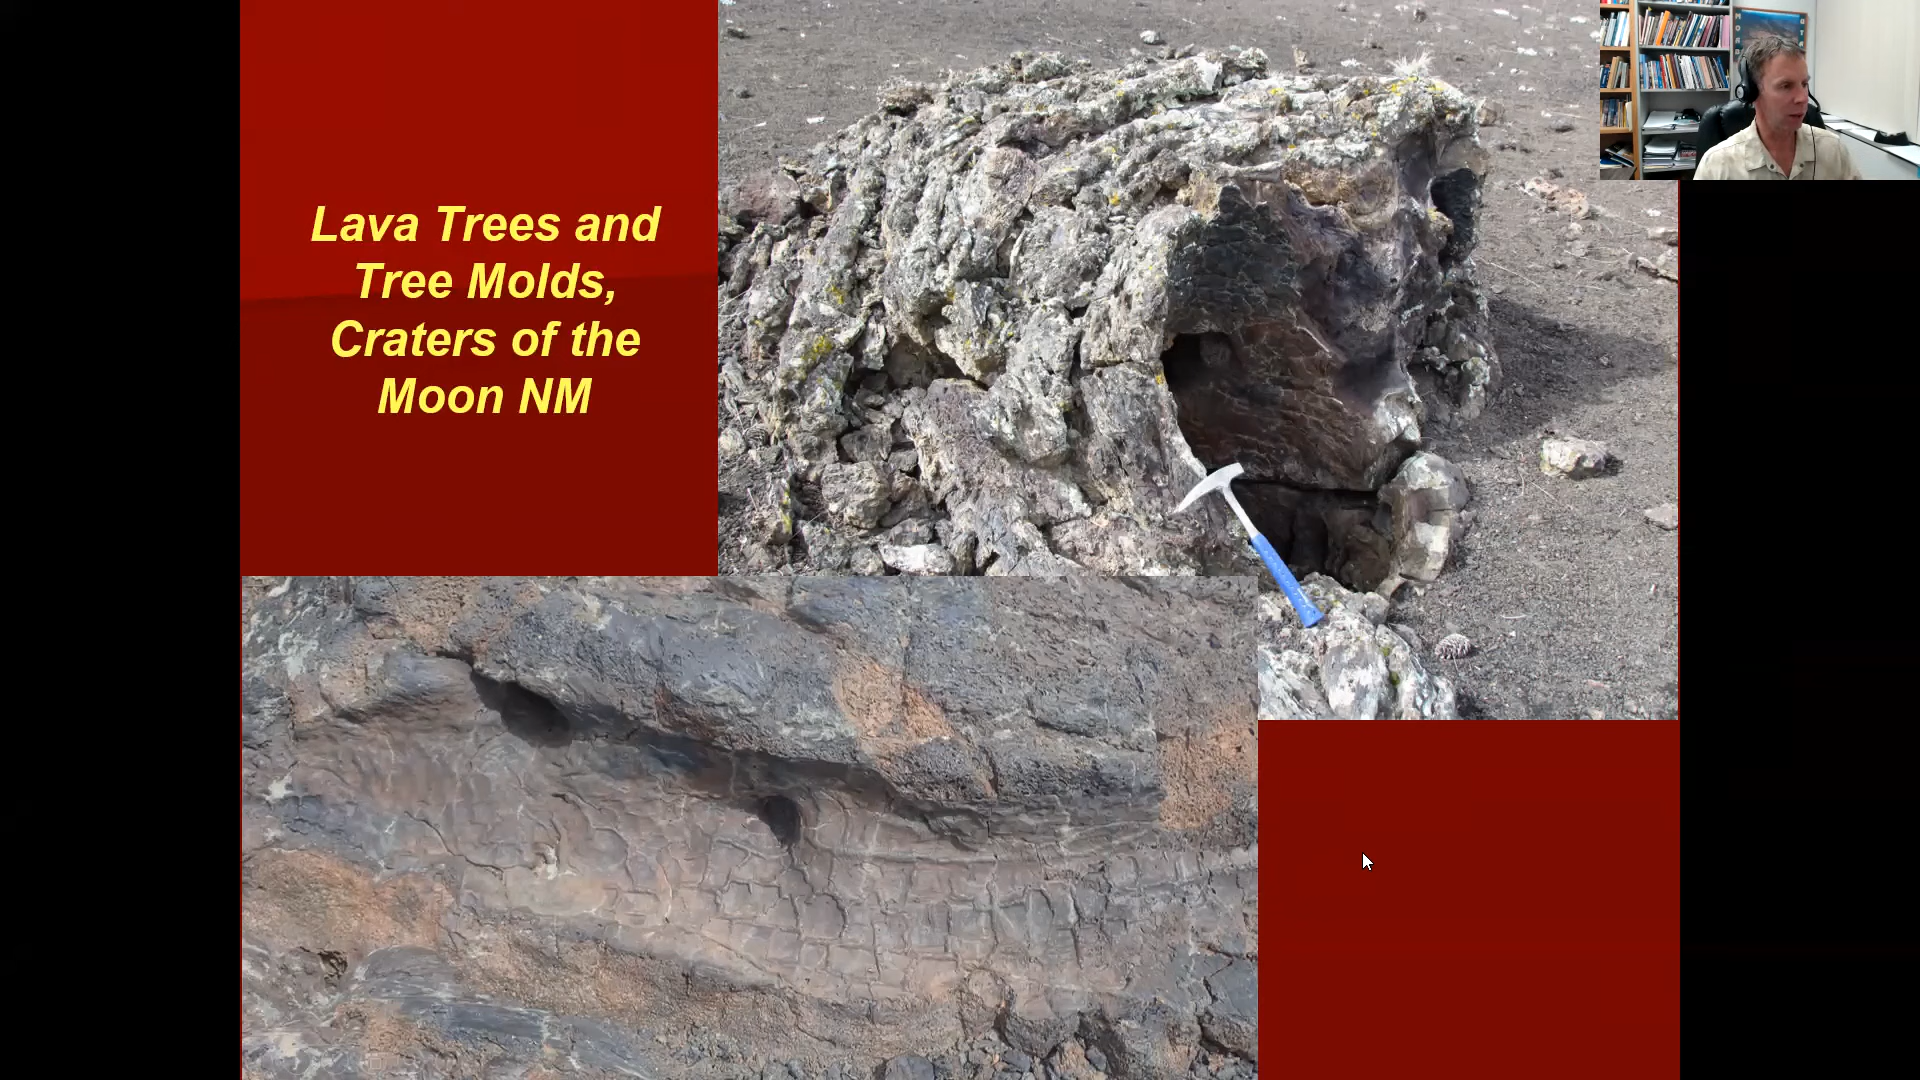 Lava Trees and
Tree Molds,
Craters of the
Moon NM